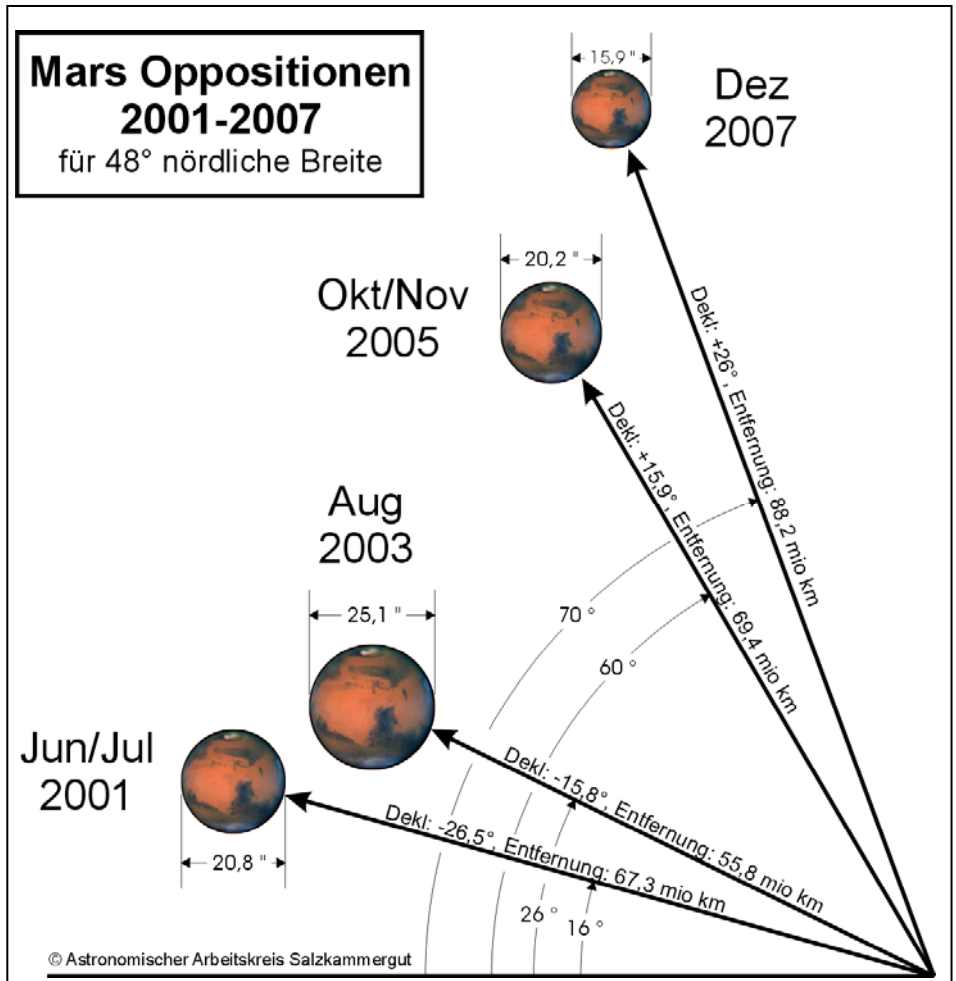 Mars Oppositionen
2001-2007
für 48° nördliche Breite
15,9 "
Dez
2007
20,2 "
Okt/Nov
2005
Dekl: +26°, Entfernung: 88,2 mio km
Dekl: +15,9°, Entfernung: 69,4 mio km
Aug
2003
25,1 "
70 °
60 °
Jun/Jul
2001
20,8 "
Dekl: -15,8°, Entfernung: 55,8 mio km
Dekl: -26,5°, Entfernung: 67,3 mio km
26 °
16 °
© Astronomischer Arbeitskreis Salzkammergut